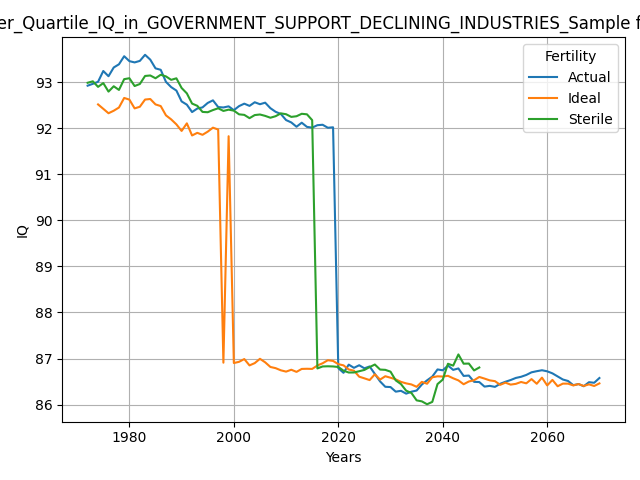 er_Quartile_IQ_in_GOVERNMENT_SUPPORT_DECLINING_INDUSTRIES_Sample f
Fertility
Actual
Ideal
Sterile
93
92
91
90
89
88
87
86
IQ
1980
2000
2020
2040
2060
Years